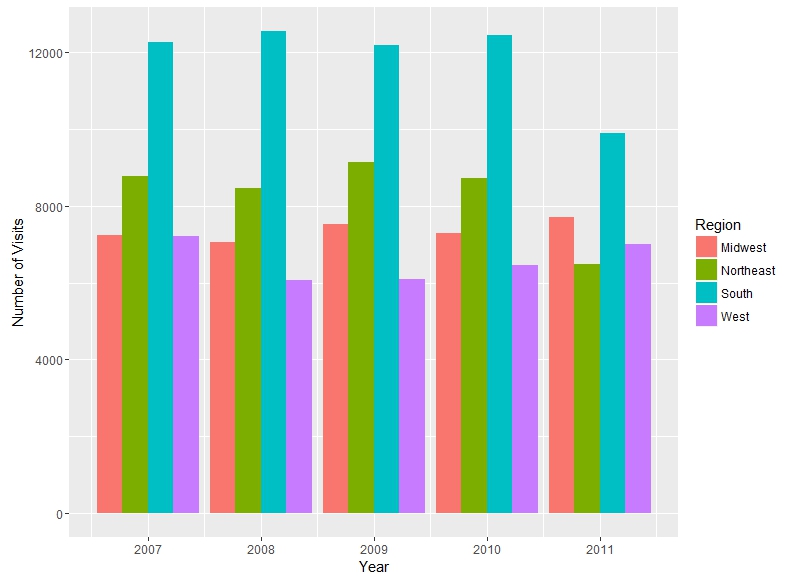 12000
8000
4000
0
Number of Visits
2007 2008 2009 2010 2011
Year
Region
Midwest
Northeast
South
West